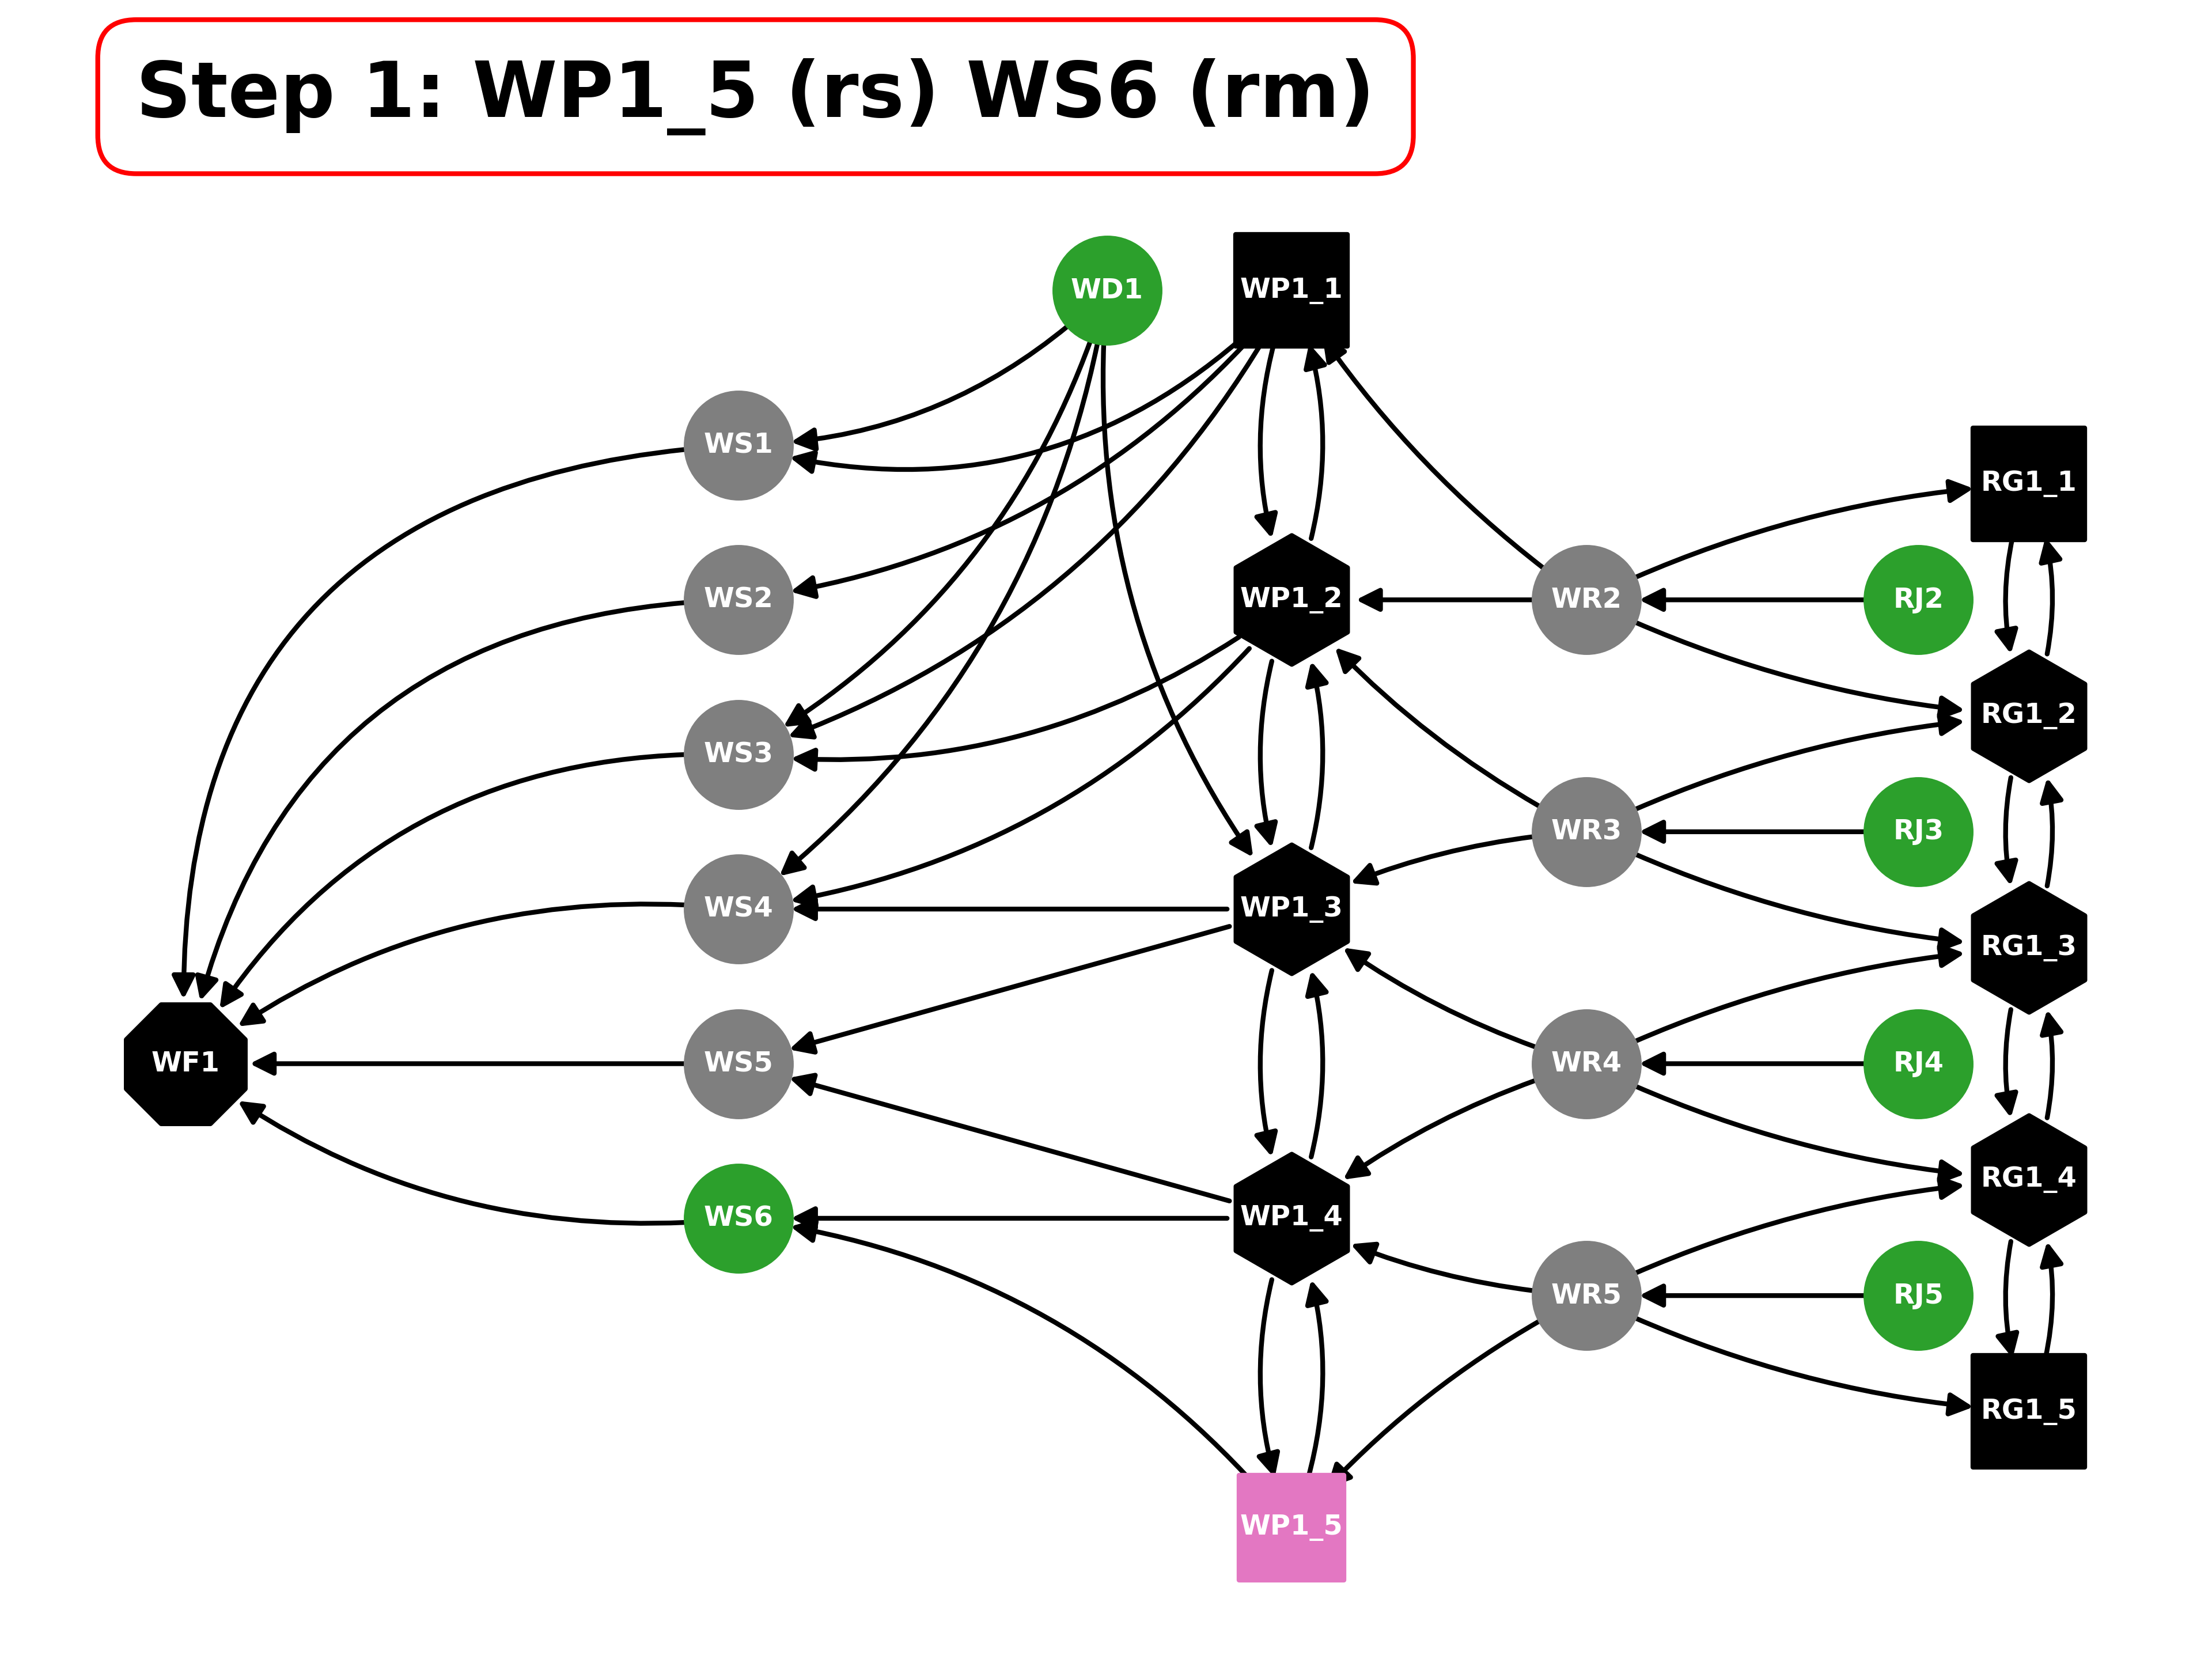 Step 1: WP1_5 (rs) WS6 (rm)
WD1
WP1_1
WS1
RG1_1
WS2
WP1_2
WR2
RJ2
RG1_2
WS3
WR3
RJ3
WS4
WP1_3
RG1_3
WF1
WS5
WR4
RJ4
RG1_4
WS6
WP1_4
WR5
RJ5
RG1_5
WP1_5